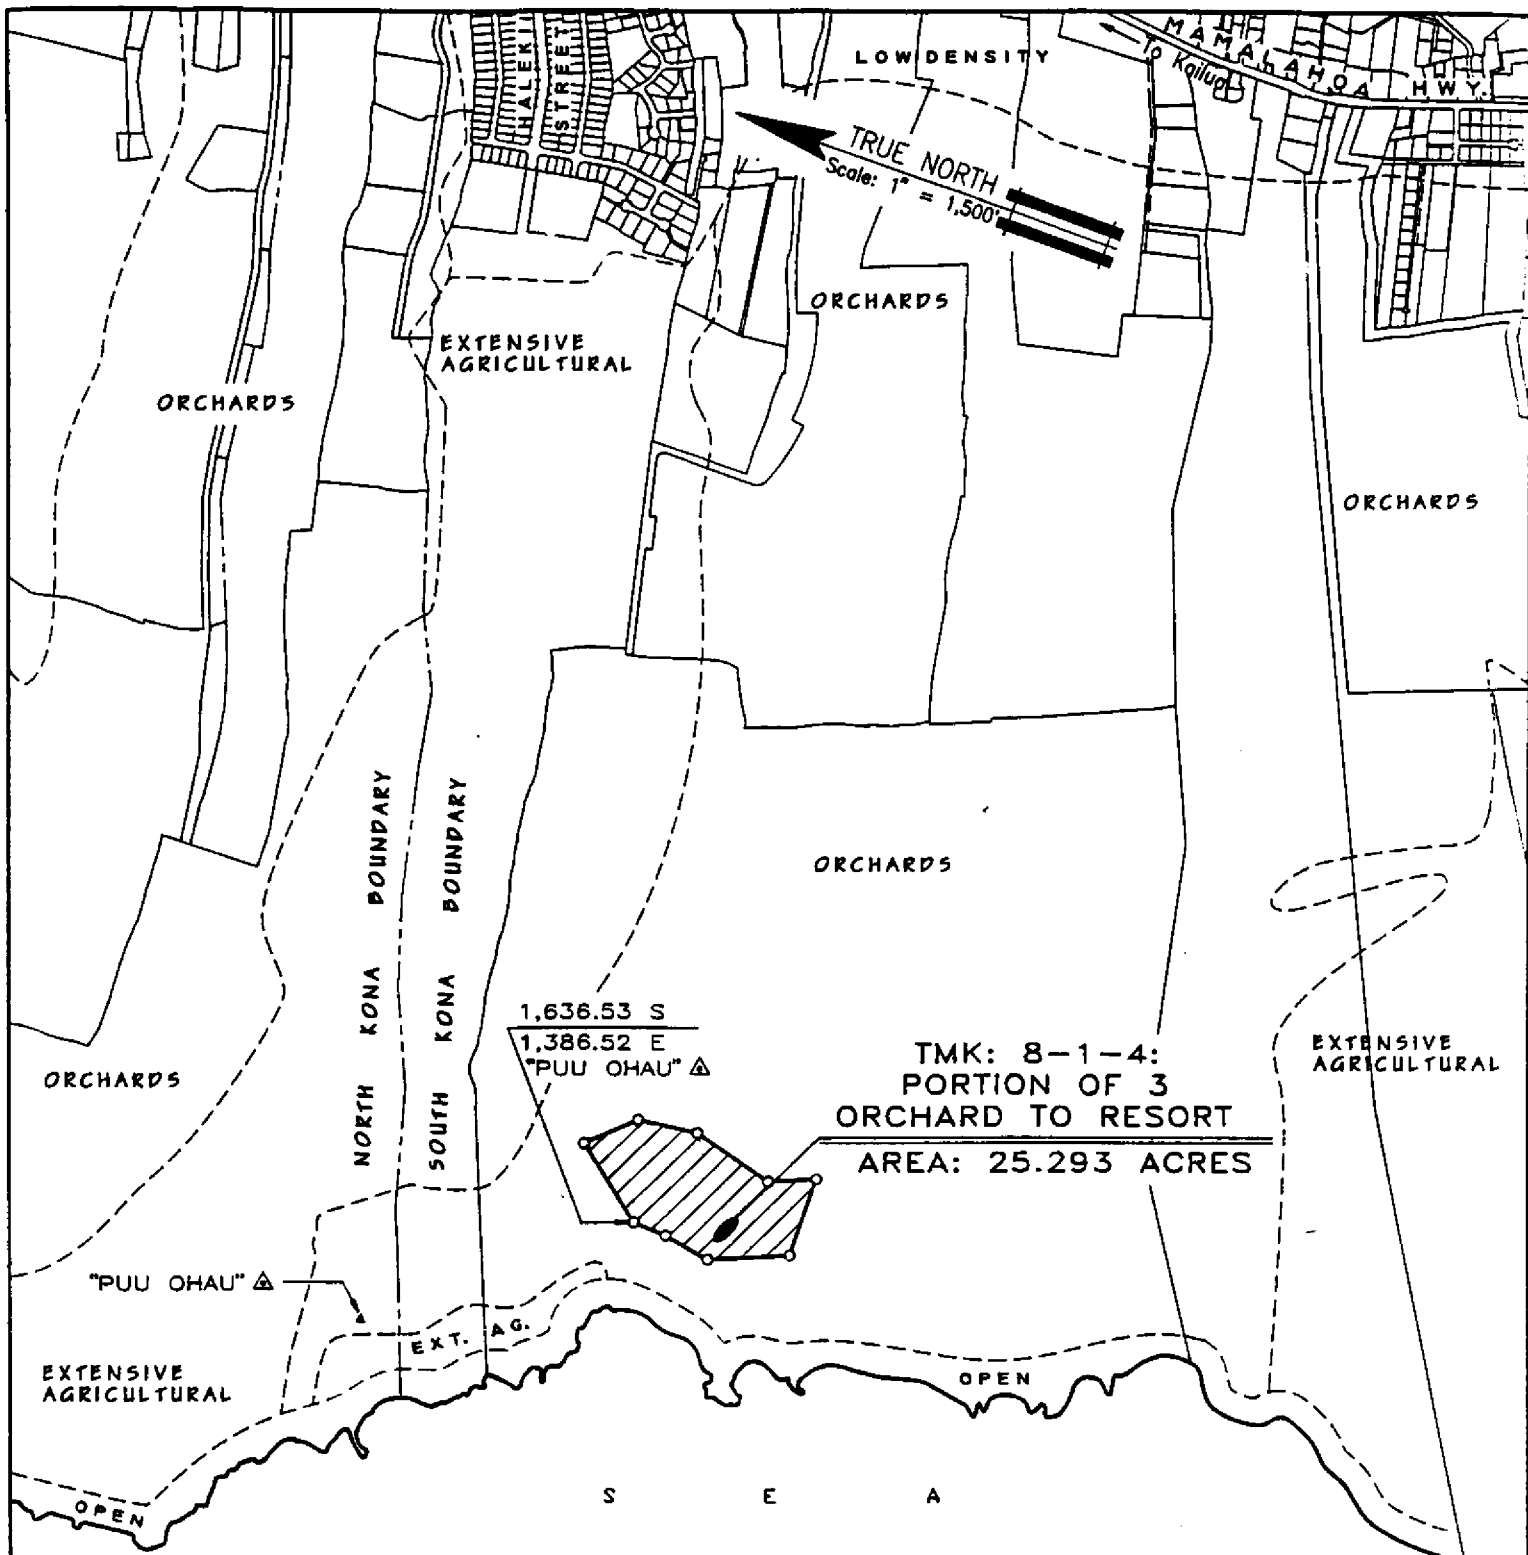 HALEKI
STREET
LOW DENSITY
MAMALAHOA HWY.
To Kailua
TRUE NORTH
Scale: 1" = 1,500'
ORCHARDS
EXTENSIVE
AGRICULTURAL
ORCHARDS
ORCHARDS
NORTH KONA BOUNDARY
SOUTH KONA BOUNDARY
ORCHARDS
1,636.53 S
1,386.52 E
"PUU OHAU"
TMK: 8-1-4:
PORTION OF 3
ORCHARD TO RESORT
AREA: 25.293 ACRES
EXTENSIVE
AGRICULTURAL
ORCHARDS
"PUU OHAU"
EXT. AG.
EXTENSIVE
AGRICULTURAL
OPEN
OPEN
SEA